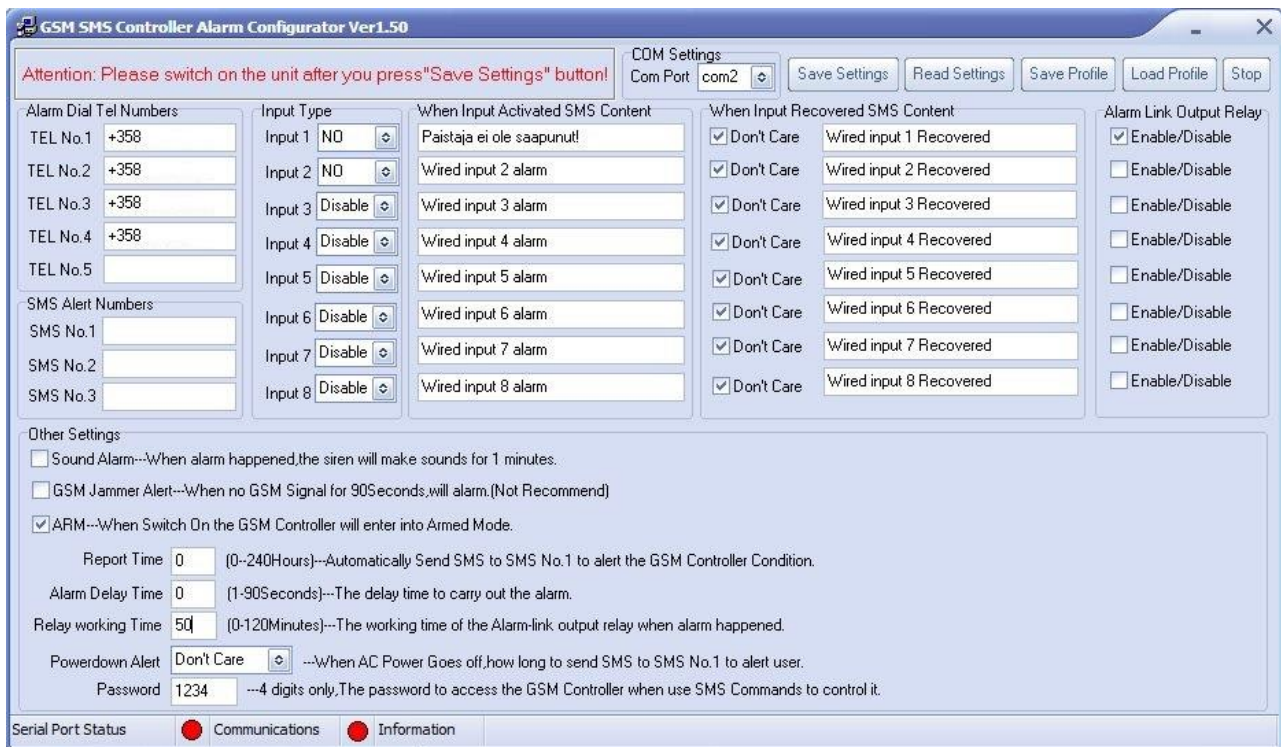 GSM SMS Controller Alarm Configurator Ver1.50
Attention: Please switch on the unit after you press"Save Settings" button!
COM Settings
Com Port com2
Save Settings
Read Settings
Save Profile
Load Profile
Stop
Alarm Dial Tel Numbers
TEL No.1 +358
TEL No.2 +358
TEL No.3 +358
TEL No.4 +358
TEL No.5
SMS Alert Numbers
SMS No.1
SMS No.2
SMS No.3
Input Type
Input 1 NO
Input 2 NO
Input 3 Disable
Input 4 Disable
Input 5 Disable
Input 6 Disable
Input 7 Disable
Input 8 Disable
When Input Activated SMS Content
Paistaja ei ole saapunut!
Wired input 2 alarm
Wired input 3 alarm
Wired input 4 alarm
Wired input 5 alarm
Wired input 6 alarm
Wired input 7 alarm
Wired input 8 alarm
When Input Recovered SMS Content
Don't Care Wired input 1 Recovered
Don't Care Wired input 2 Recovered
Don't Care Wired input 3 Recovered
Don't Care Wired input 4 Recovered
Don't Care Wired input 5 Recovered
Don't Care Wired input 6 Recovered
Don't Care Wired input 7 Recovered
Don't Care Wired input 8 Recovered
Alarm Link Output Relay
Enable/Disable
Enable/Disable
Enable/Disable
Enable/Disable
Enable/Disable
Enable/Disable
Enable/Disable
Enable/Disable
Other Settings
Sound Alarm---When alarm happened,the siren will make sounds for 1 minutes.
GSM Jammer Alert---When no GSM Signal for 90Seconds,will alarm.(Not Recommend)
ARM---When Switch On the GSM Controller will enter into Armed Mode.
Report Time 0 (0--240Hours)---Automatically Send SMS to SMS No.1 to alert the GSM Controller Condition.
Alarm Delay Time 0 (1-90Seconds)---The delay time to carry out the alarm.
Relay working Time 50 (0-120Minutes)---The working time of the Alarm-link output relay when alarm happened.
Powerdown Alert Don't Care ---When AC Power Goes off,how long to send SMS to SMS No.1 to alert user.
Password 1234 ---4 digits only,The password to access the GSM Controller when use SMS Commands to control it.
Serial Port Status Communications Information